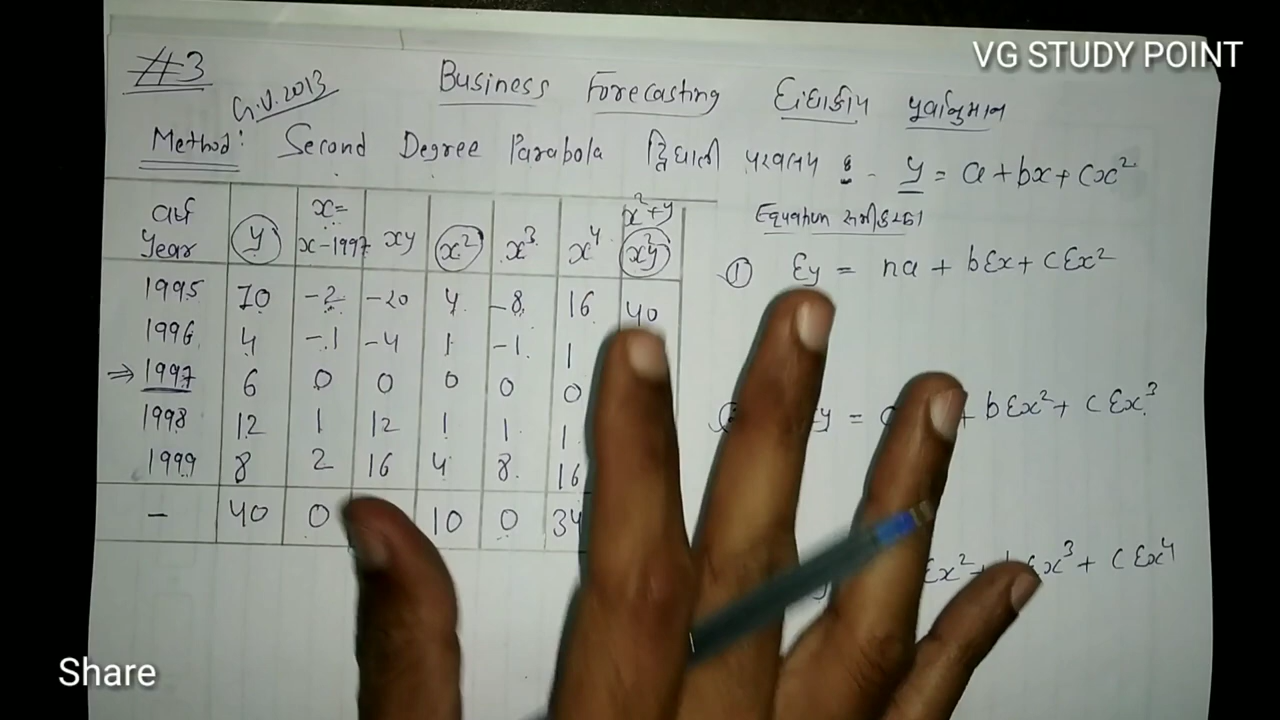 VG STUDY POINT
#3
G.U. 2013
Business Forecasting ધંધાકીય પૂર્વાનુમાન
Method: Second Degree Parabola દ્વિઘાતી પરવલય : - y = a + bx + cx²
Equation સમીકરણ
વર્ષ Year | y | x = x-1997 | xy | x² | x³ | x⁴ | x²+y x²y
1995 | 10 | -2 | -20 | 4 | -8 | 16 | 40
1996 | 4 | -1 | -4 | 1 | -1 | 1
⇒ 1997 | 6 | 0 | 0 | 0 | 0 | 0
1998 | 12 | 1 | 12 | 1 | 1 | 1
1999 | 8 | 2 | 16 | 4 | 8 | 16
- | 40 | 0 | 10 | 0 | 34
① Σy = na + bΣx + cΣx²
y = + bΣx² + cΣx³
Σx² + Σx³ + cΣx⁴
Share